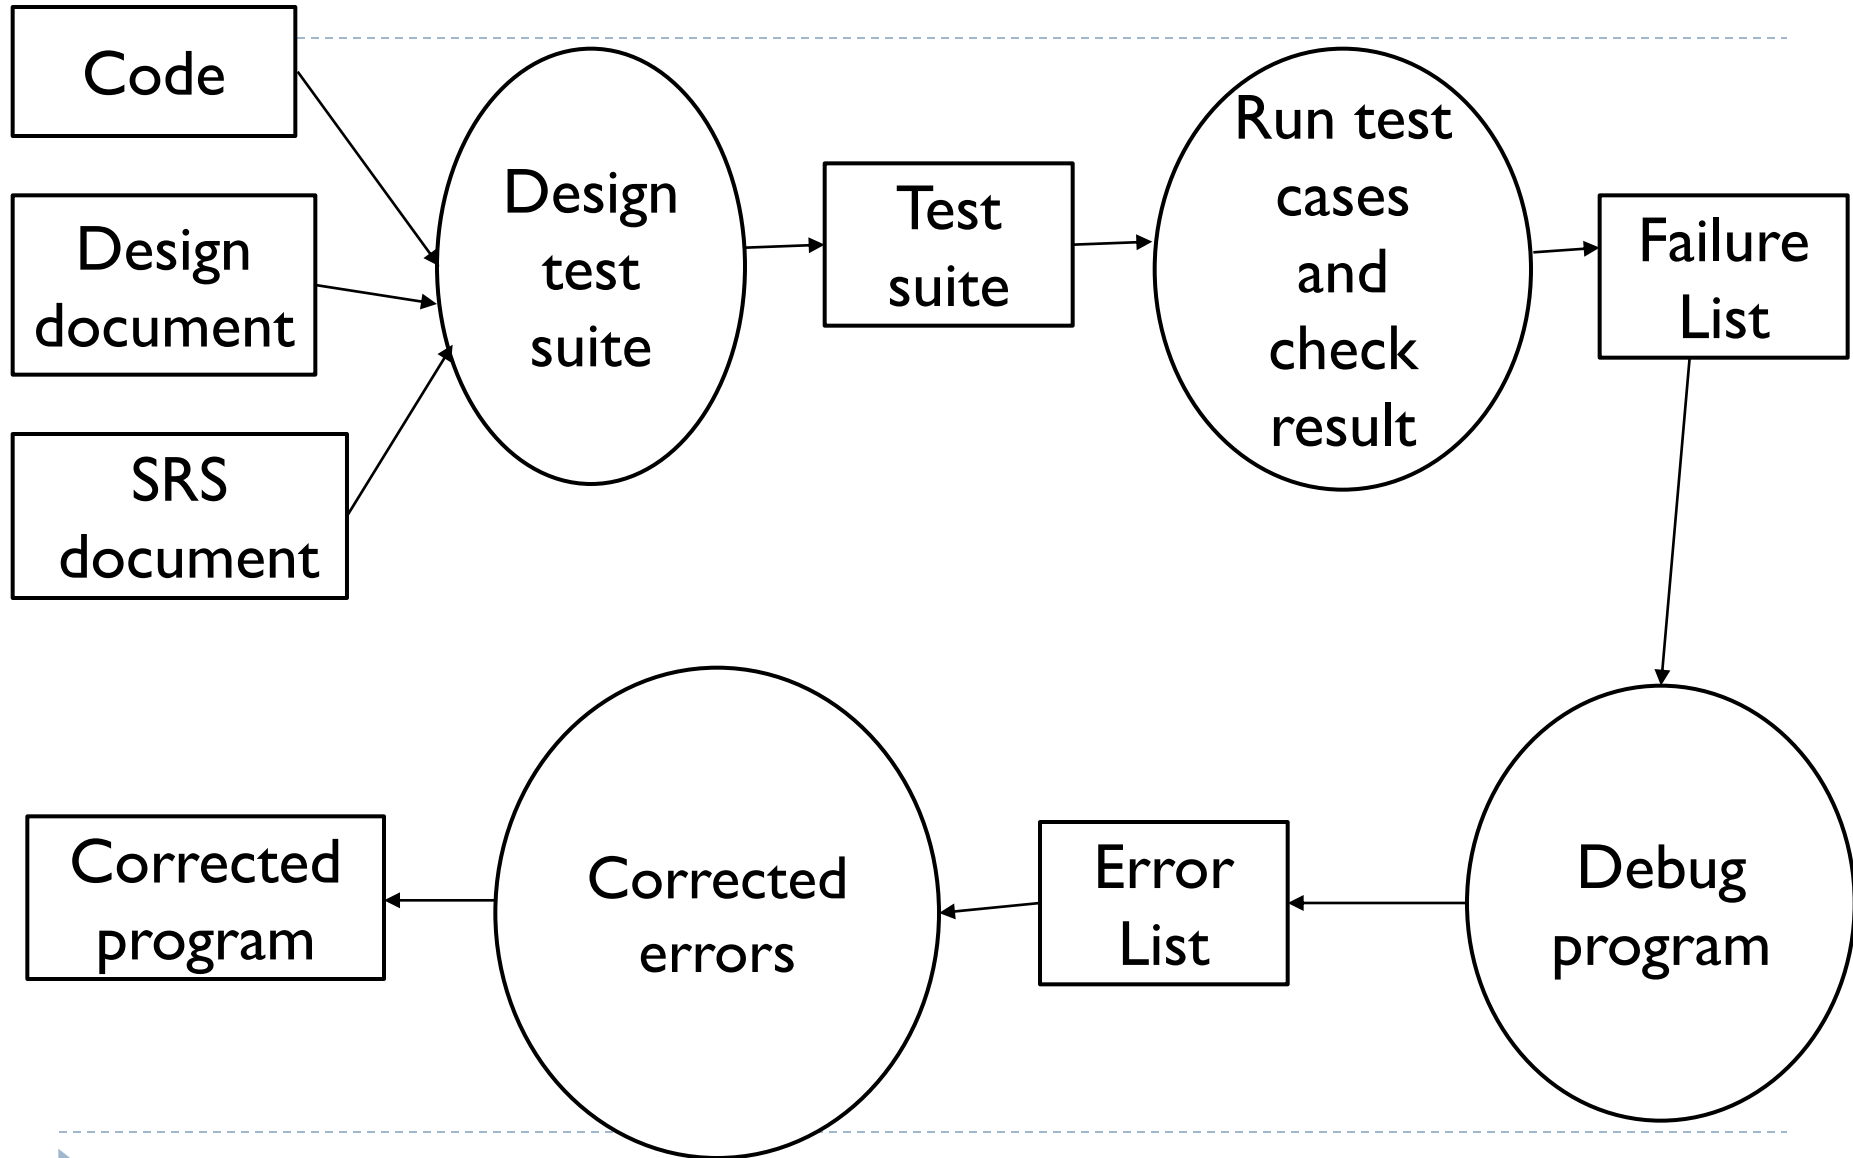 Code
Design
document
SRS
document
Design
test
suite
Test
suite
Run test
cases
and
check
result
Failure
List
Debug
program
Error
List
Corrected
errors
Corrected
program